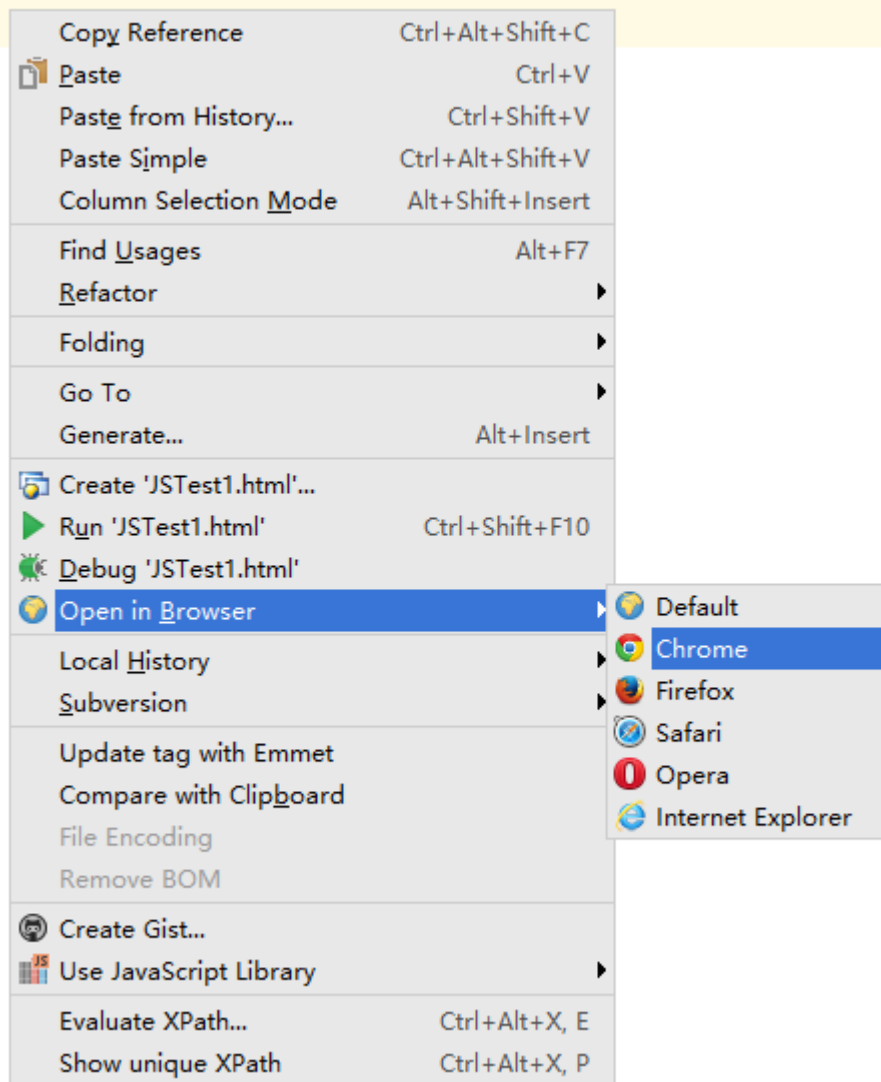 Copy Reference Ctrl+Alt+Shift+C
Paste Ctrl+V
Paste from History... Ctrl+Shift+V
Paste Simple Ctrl+Alt+Shift+V
Column Selection Mode Alt+Shift+Insert
Find Usages Alt+F7
Refactor
Folding
Go To
Generate... Alt+Insert
Create 'JSTest1.html'...
Run 'JSTest1.html' Ctrl+Shift+F10
Debug 'JSTest1.html'
Open in Browser
Default
Chrome
Firefox
Safari
Opera
Internet Explorer
Local History
Subversion
Update tag with Emmet
Compare with Clipboard
File Encoding
Remove BOM
Create Gist...
JS
Use JavaScript Library
Evaluate XPath... Ctrl+Alt+X, E
Show unique XPath Ctrl+Alt+X, P